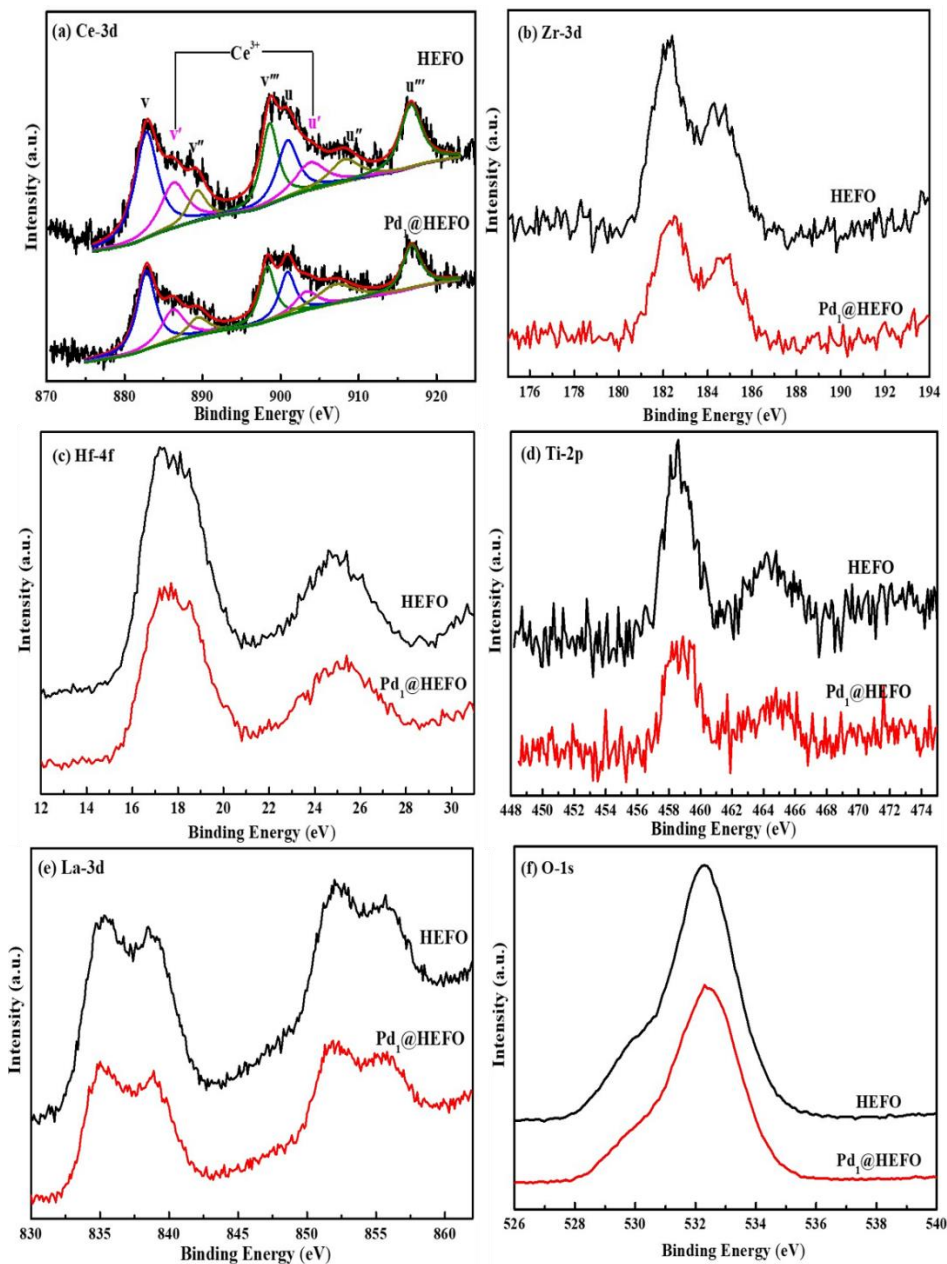 (a) Ce-3d
Ce³⁺
HEFO
v
v'
v''
v'''
u
u'
u''
u'''
Pd₁@HEFO
Intensity (a.u.)
870 880 890 900 910 920
Binding Energy (eV)
(b) Zr-3d
HEFO
Pd₁@HEFO
Intensity (a.u.)
176 178 180 182 184 186 188 190 192 194
Binding Energy (eV)
(c) Hf-4f
HEFO
Pd₁@HEFO
Intensity (a.u.)
12 14 16 18 20 22 24 26 28 30
Binding Energy (eV)
(d) Ti-2p
HEFO
Pd₁@HEFO
Intensity (a.u.)
448 450 452 454 456 458 460 462 464 466 468 470 472 474
Binding Energy (eV)
(e) La-3d
HEFO
Pd₁@HEFO
Intensity (a.u.)
830 835 840 845 850 855 860
Binding Energy (eV)
(f) O-1s
HEFO
Pd₁@HEFO
Intensity (a.u.)
526 528 530 532 534 536 538 540
Binding Energy (eV)